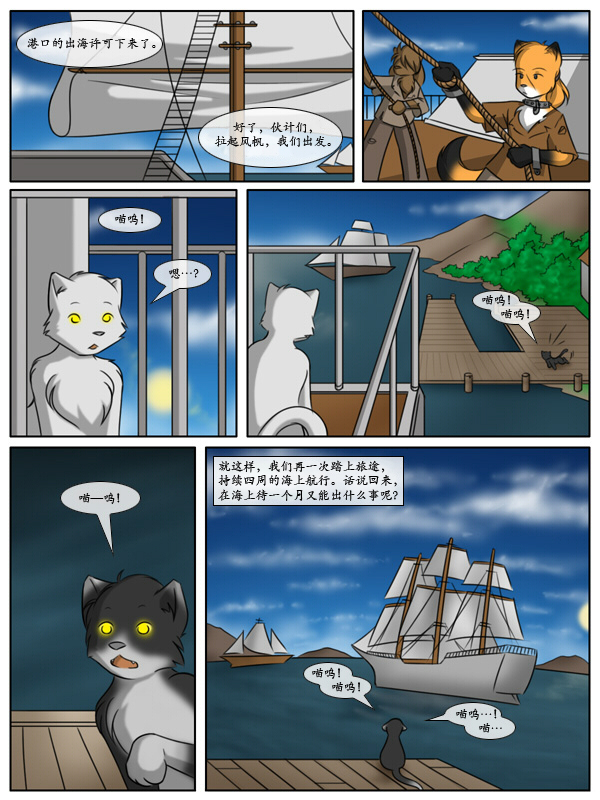 港口的出海许可下来了。
好了，伙计们，
拉起风帆，我们出发。
喵呜！
嗯…？
喵呜！
喵呜！
喵—呜！
就这样，我们再一次踏上旅途，
持续四周的海上航行。话说回来，
在海上待一个月又能出什么事呢？
喵呜！
喵呜！
喵呜…！
喵…